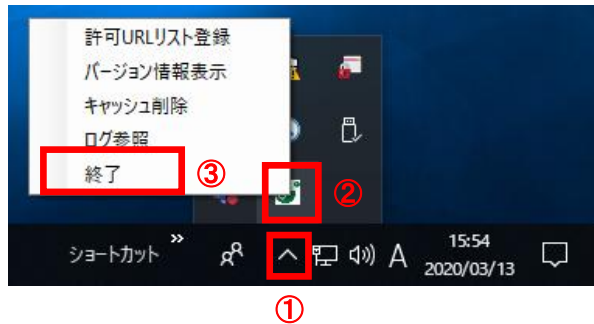 許可URLリスト登録
バージョン情報表示
キャッシュ削除
ログ参照
終了
③
②
ショートカット
»
A
15:54
2020/03/13
①